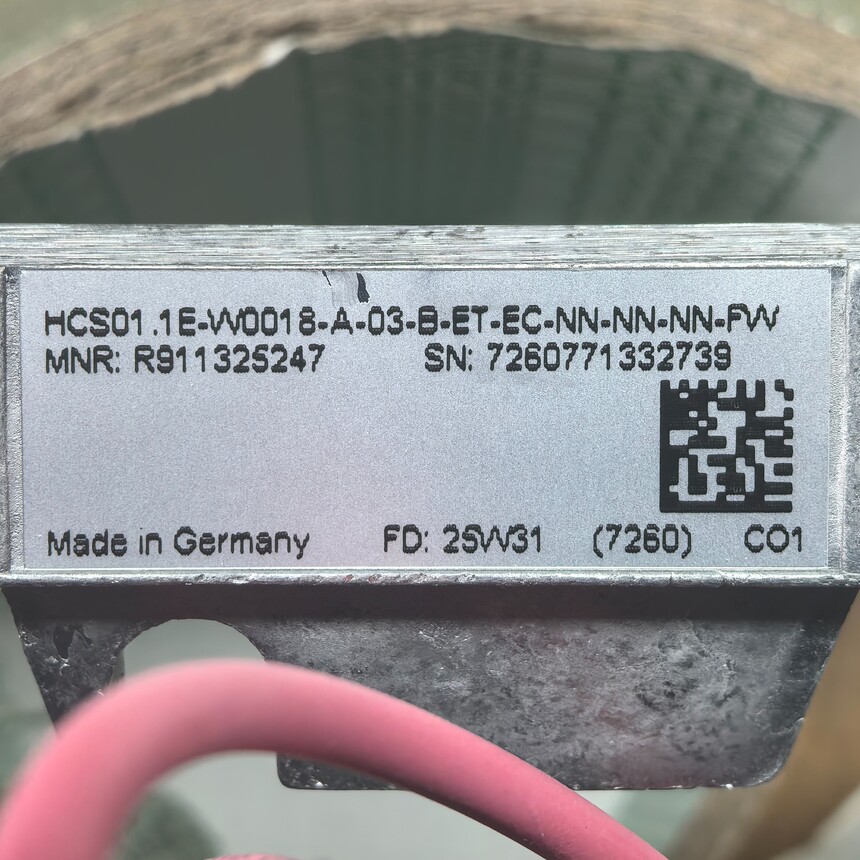 HCS01.1E-W0018-A-03-B-ET-EC-NN-NN-NN-FW
MNR: R911325247 SN: 7260771332739
Made in Germany FD: 25W31 (7260) CO1